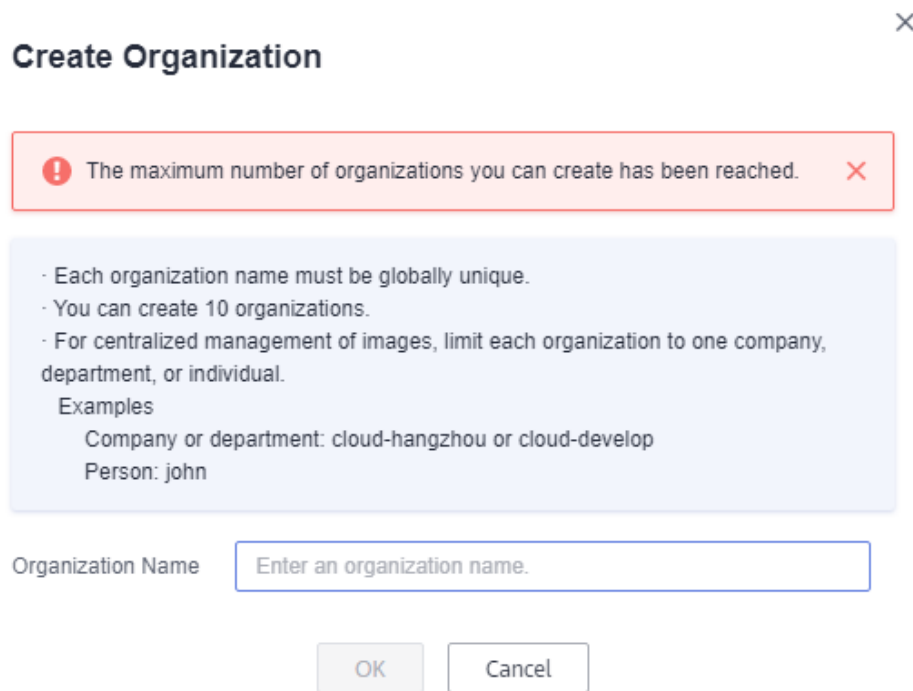 Create Organization
The maximum number of organizations you can create has been reached.
· Each organization name must be globally unique.
· You can create 10 organizations.
· For centralized management of images, limit each organization to one company,
department, or individual.
Examples
Company or department: cloud-hangzhou or cloud-develop
Person: john
Organization Name Enter an organization name.
OK Cancel